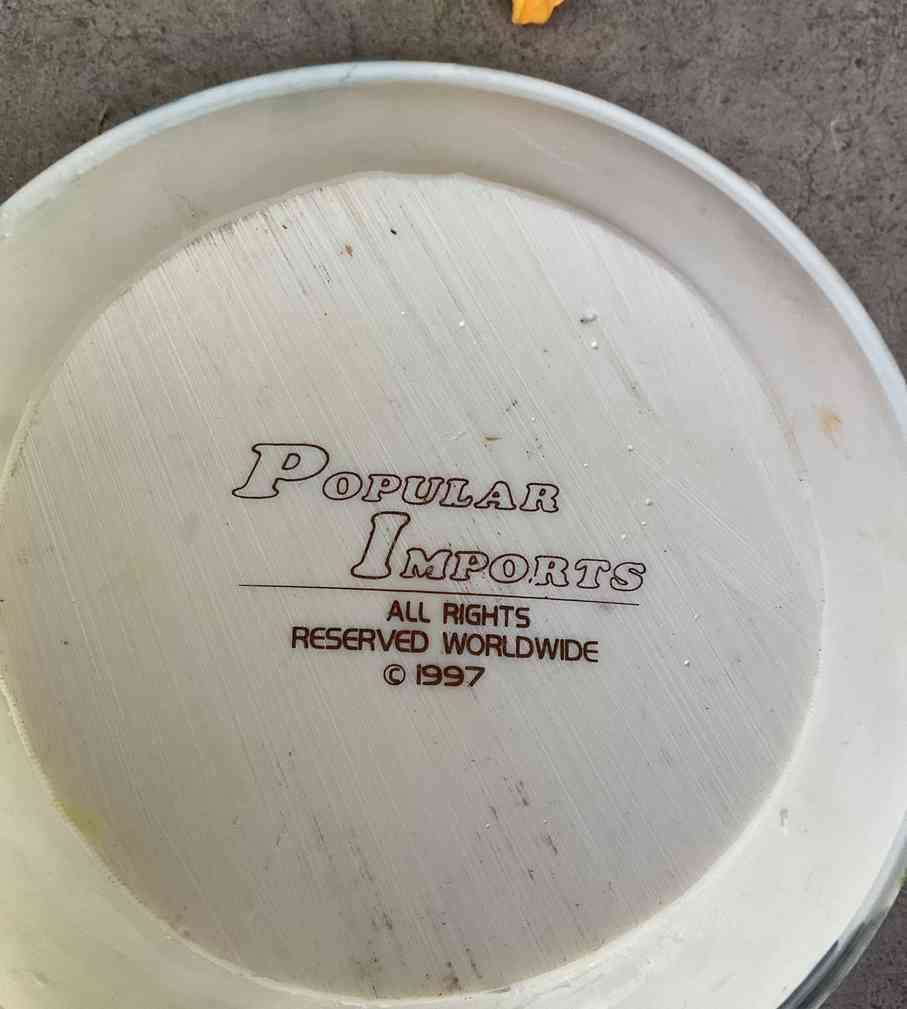 POPULAR
IMPORTS
ALL RIGHTS
RESERVED WORLDWIDE
© 1997